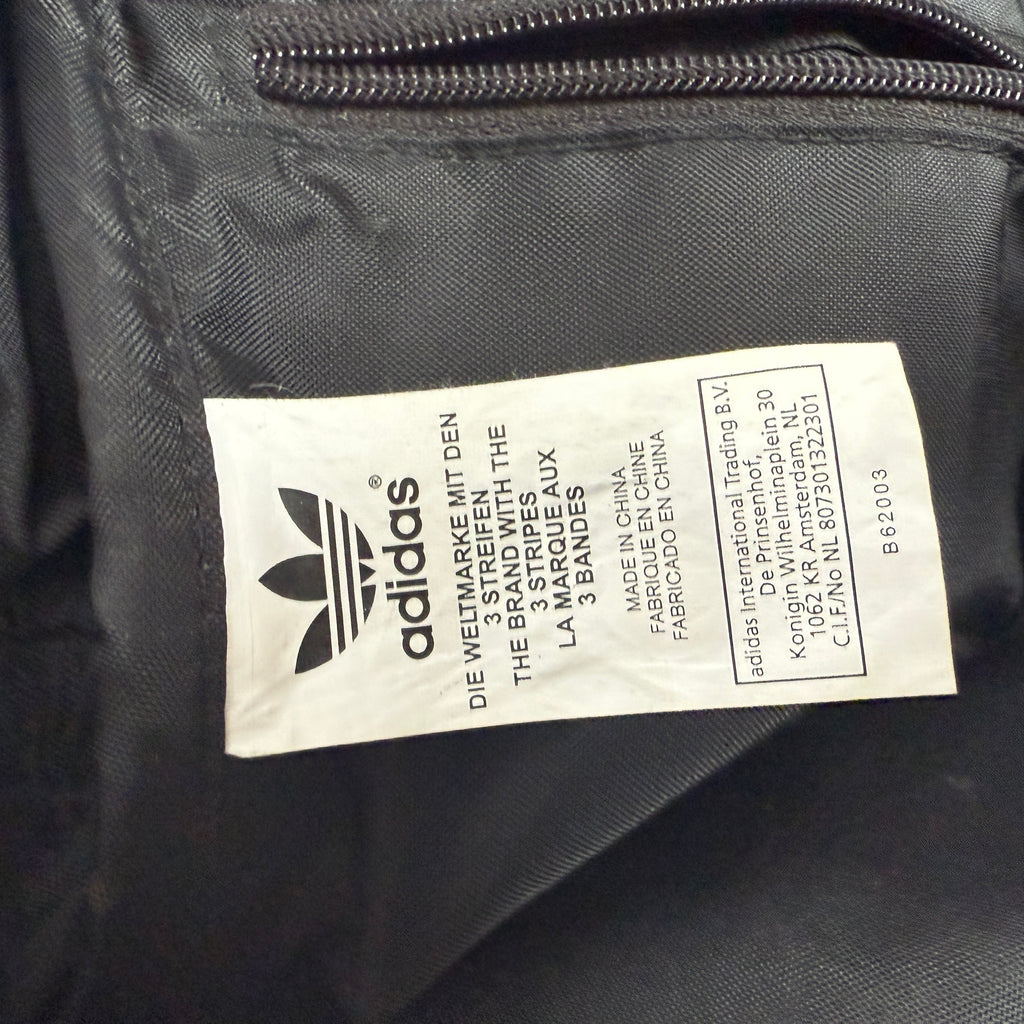 adidas®
DIE WELTMARKE MIT DEN
3 STREIFEN
THE BRAND WITH THE
3 STRIPES
LA MARQUE AUX
3 BANDES
MADE IN CHINA
FABRIQUE EN CHINE
FABRICADO EN CHINA
adidas International Trading B.V.
De Prinsenhof,
Konigin Wilhelminaplein 30
1062 KR Amsterdam, NL
C.I.F./No NL 807301322301
B62003